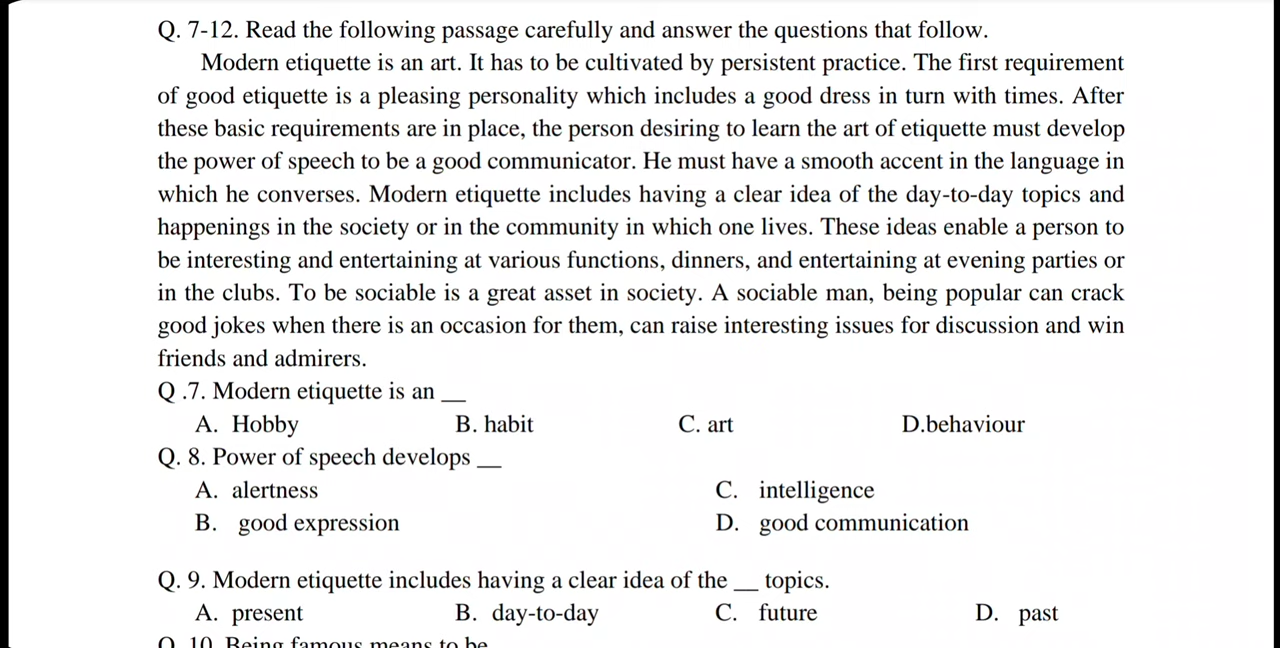 Q. 7-12. Read the following passage carefully and answer the questions that follow.
Modern etiquette is an art. It has to be cultivated by persistent practice. The first requirement
of good etiquette is a pleasing personality which includes a good dress in turn with times. After
these basic requirements are in place, the person desiring to learn the art of etiquette must develop
the power of speech to be a good communicator. He must have a smooth accent in the language in
which he converses. Modern etiquette includes having a clear idea of the day-to-day topics and
happenings in the society or in the community in which one lives. These ideas enable a person to
be interesting and entertaining at various functions, dinners, and entertaining at evening parties or
in the clubs. To be sociable is a great asset in society. A sociable man, being popular can crack
good jokes when there is an occasion for them, can raise interesting issues for discussion and win
friends and admirers.
Q .7. Modern etiquette is an __
A. Hobby B. habit C. art D.behaviour
Q. 8. Power of speech develops __
A. alertness C. intelligence
B. good expression D. good communication
Q. 9. Modern etiquette includes having a clear idea of the __ topics.
A. present B. day-to-day C. future D. past
Q. 10. Being famous means to be